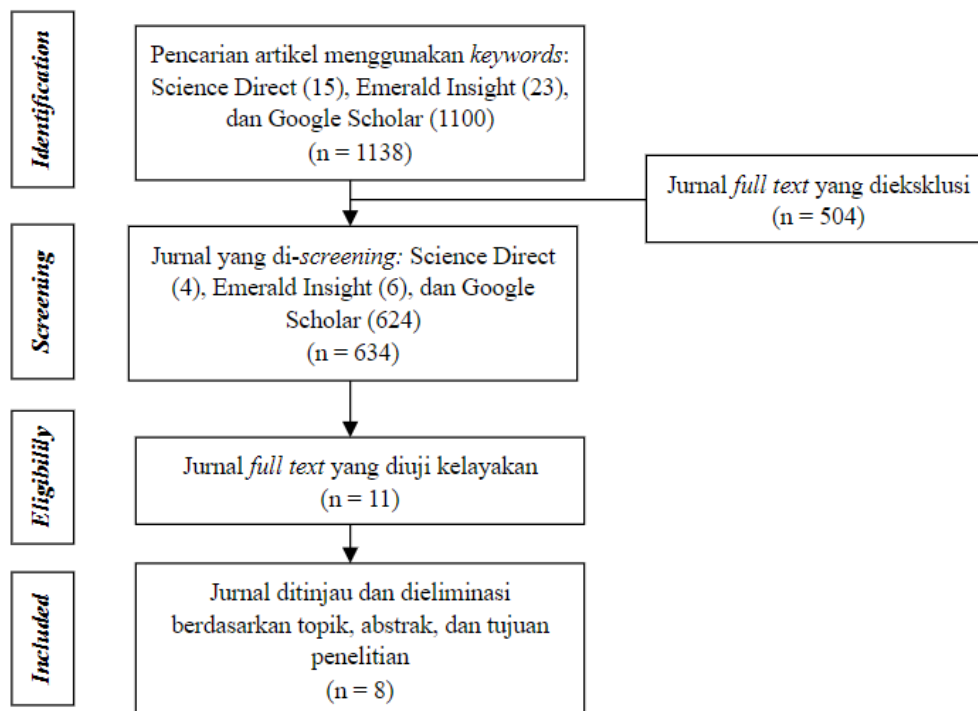 Identification
Pencarian artikel menggunakan keywords:
Science Direct (15), Emerald Insight (23),
dan Google Scholar (1100)
(n = 1138)
Jurnal full text yang dieksklusi
(n = 504)
Screening
Jurnal yang di-screening: Science Direct
(4), Emerald Insight (6), dan Google
Scholar (624)
(n = 634)
Eligibilily
Jurnal full text yang diuji kelayakan
(n = 11)
Included
Jurnal ditinjau dan dieliminasi
berdasarkan topik, abstrak, dan tujuan
penelitian
(n = 8)